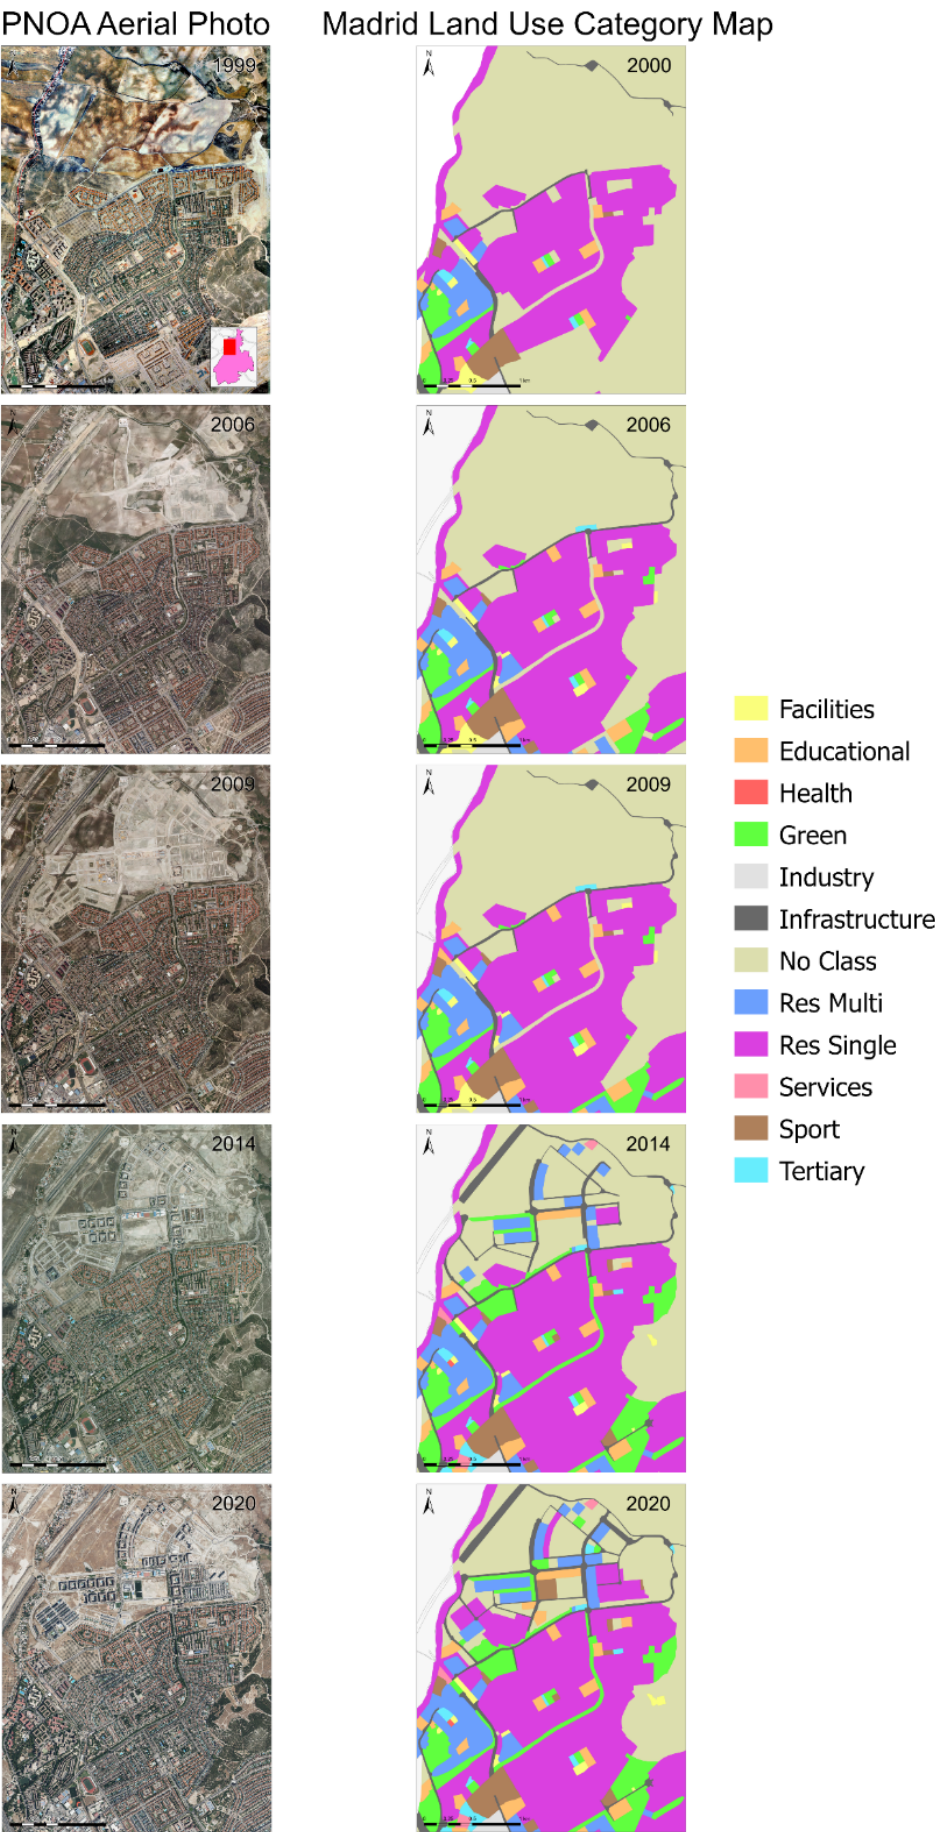 PNOA Aerial Photo
Madrid Land Use Category Map
1999
N
2000
2006
N
2006
2009
N
2009
2014
N
2014
2020
N
2020
Facilities
Educational
Health
Green
Industry
Infrastructure
No Class
Res Multi
Res Single
Services
Sport
Tertiary